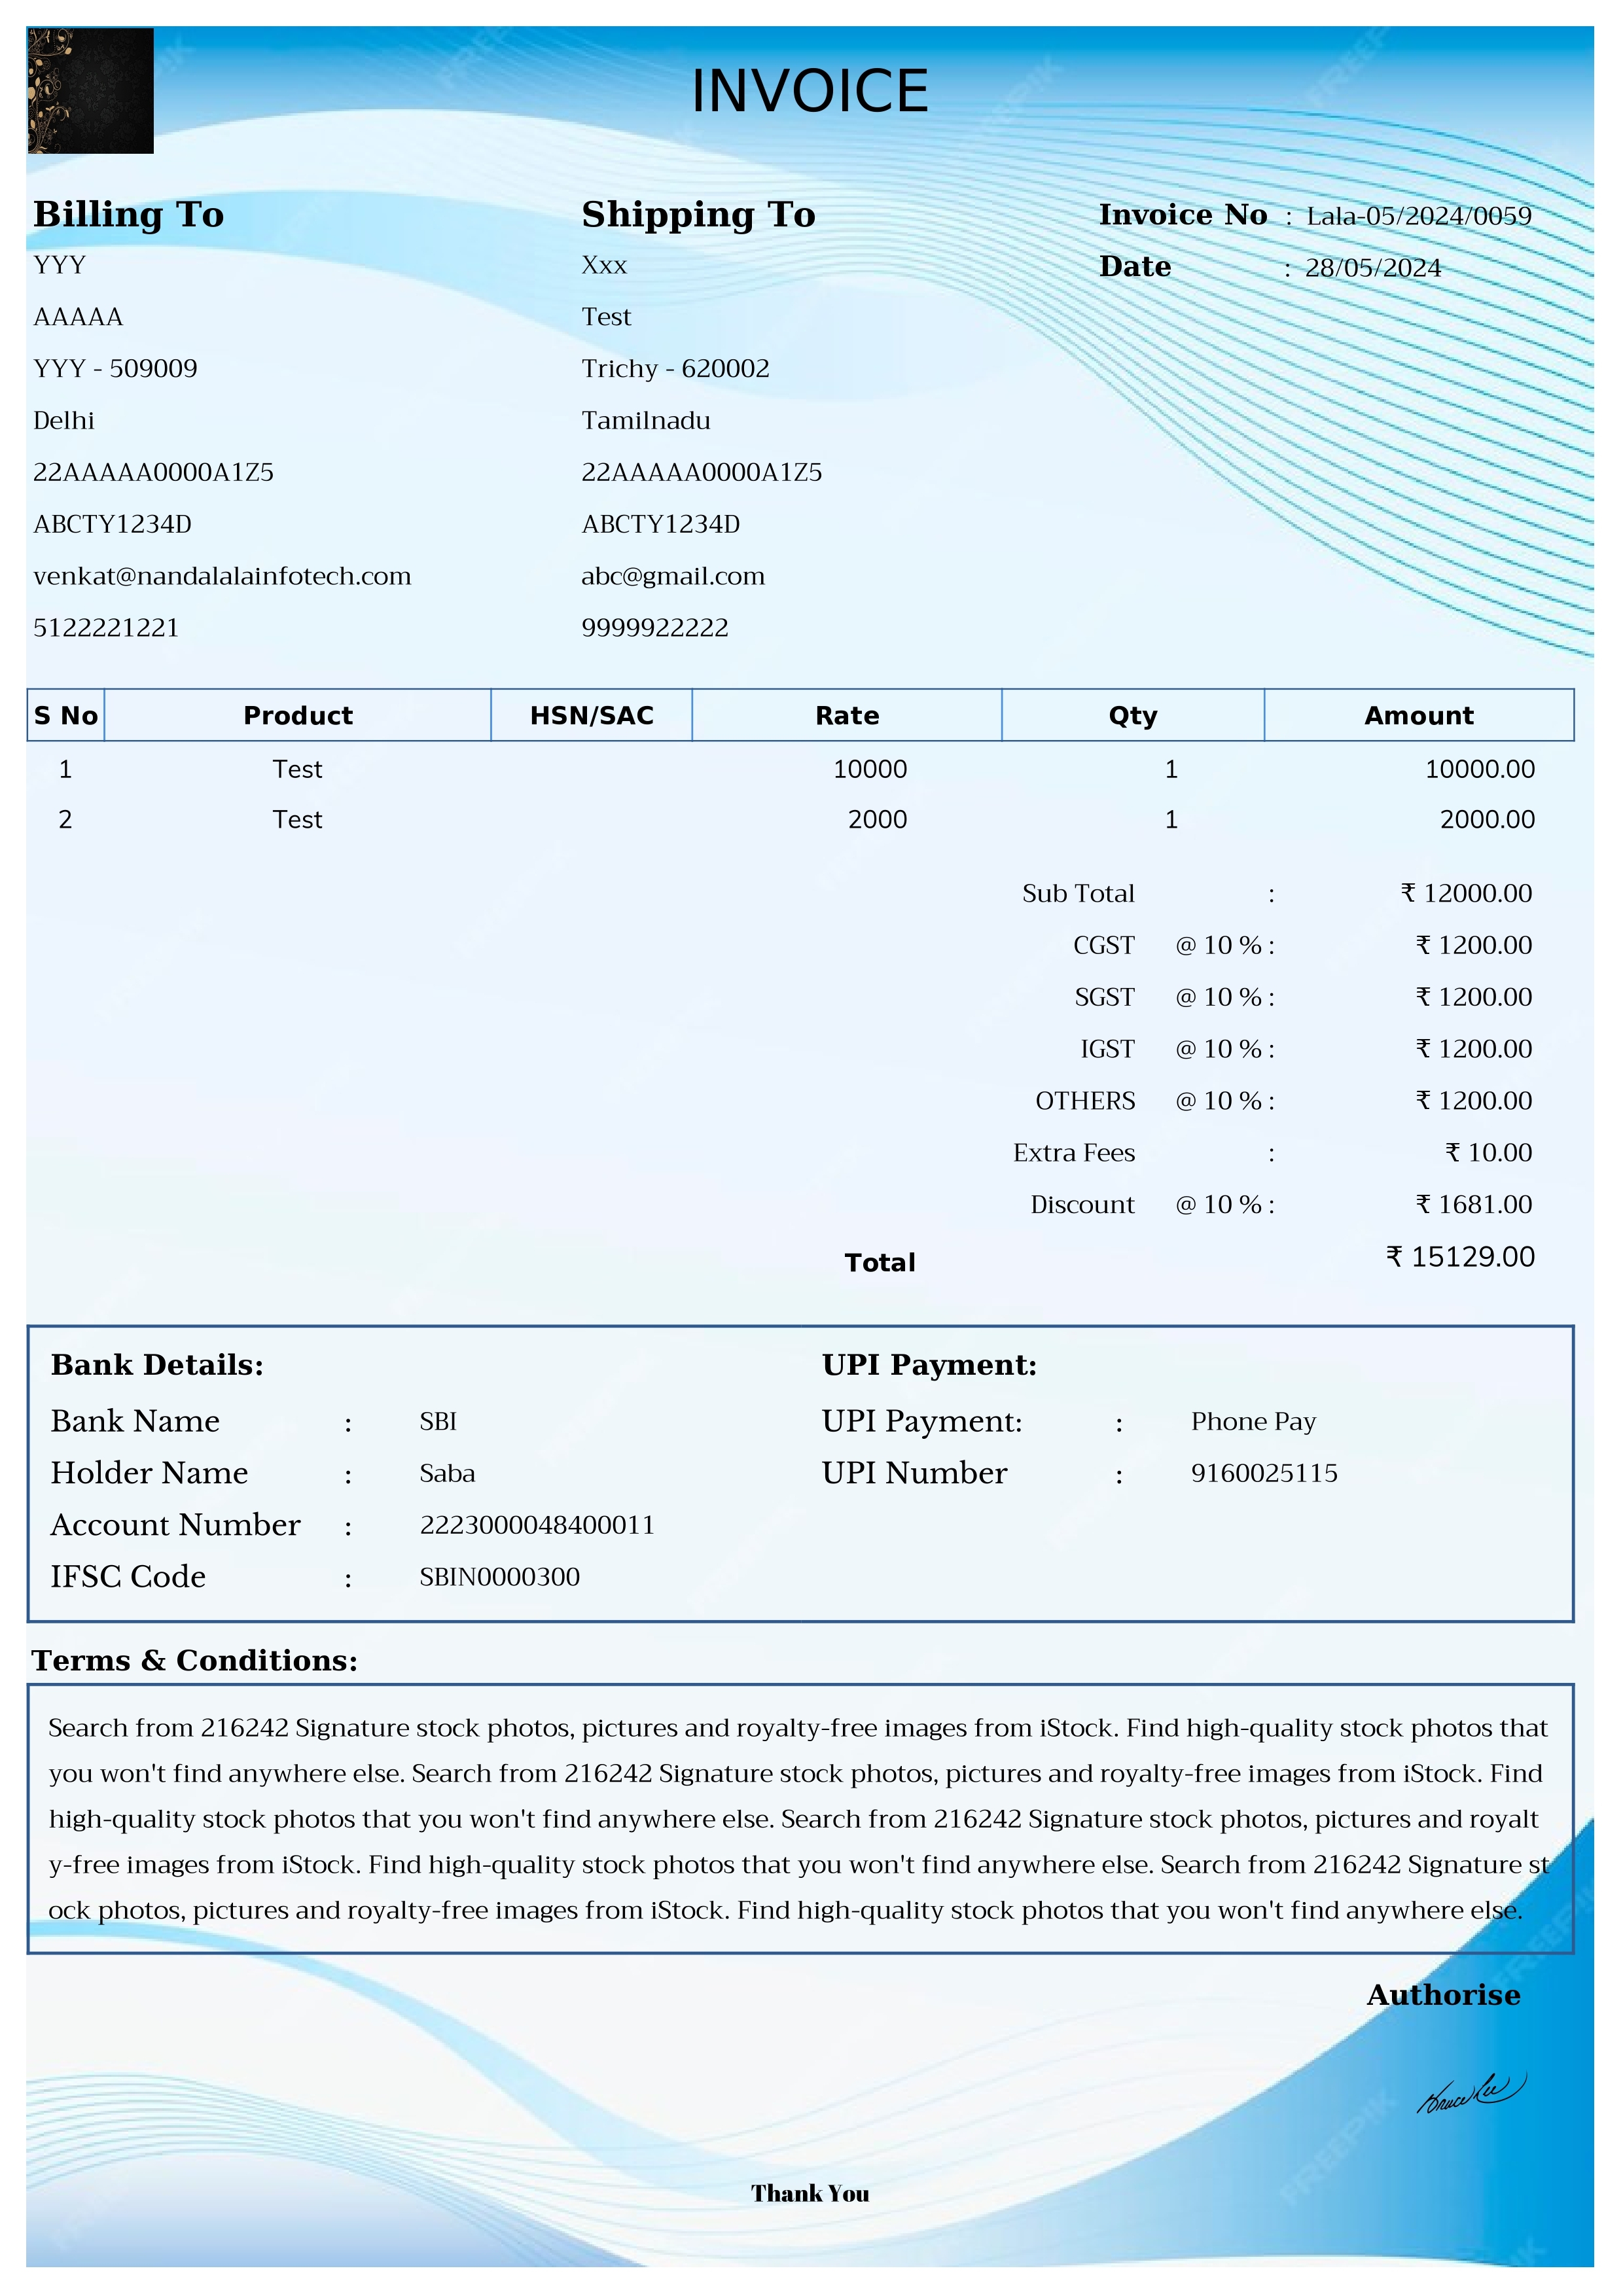 INVOICE
Billing To
YYY
AAAAA
YYY - 509009
Delhi
22AAAAA0000A1Z5
ABCTY1234D
venkat@nandalalainfotech.com
5122221221
Shipping To
Xxx
Test
Trichy - 620002
Tamilnadu
22AAAAA0000A1Z5
ABCTY1234D
abc@gmail.com
9999922222
Invoice No : Lala-05/2024/0059
Date : 28/05/2024
S No Product HSN/SAC Rate Qty Amount
1 Test 10000 1 10000.00
2 Test 2000 1 2000.00
Sub Total : ₹ 12000.00
CGST @ 10 % : ₹ 1200.00
SGST @ 10 % : ₹ 1200.00
IGST @ 10 % : ₹ 1200.00
OTHERS @ 10 % : ₹ 1200.00
Extra Fees : ₹ 10.00
Discount @ 10 % : ₹ 1681.00
Total ₹ 15129.00
Bank Details:
Bank Name : SBI
Holder Name : Saba
Account Number : 2223000048400011
IFSC Code : SBIN0000300
UPI Payment:
UPI Payment: : Phone Pay
UPI Number : 9160025115
Terms & Conditions:
Search from 216242 Signature stock photos, pictures and royalty-free images from iStock. Find high-quality stock photos that
you won't find anywhere else. Search from 216242 Signature stock photos, pictures and royalty-free images from iStock. Find
high-quality stock photos that you won't find anywhere else. Search from 216242 Signature stock photos, pictures and royalt
y-free images from iStock. Find high-quality stock photos that you won't find anywhere else. Search from 216242 Signature st
ock photos, pictures and royalty-free images from iStock. Find high-quality stock photos that you won't find anywhere else.
Authorise
Bruce Lee
Thank You